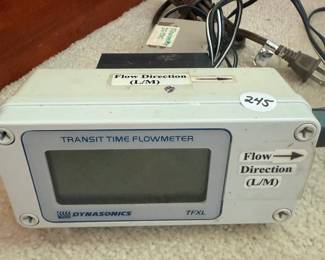 Flow Direction
(L/M)
245
TRANSIT TIME FLOWMETER
Flow
Direction
(L/M)
DYNASONICS
TFXL